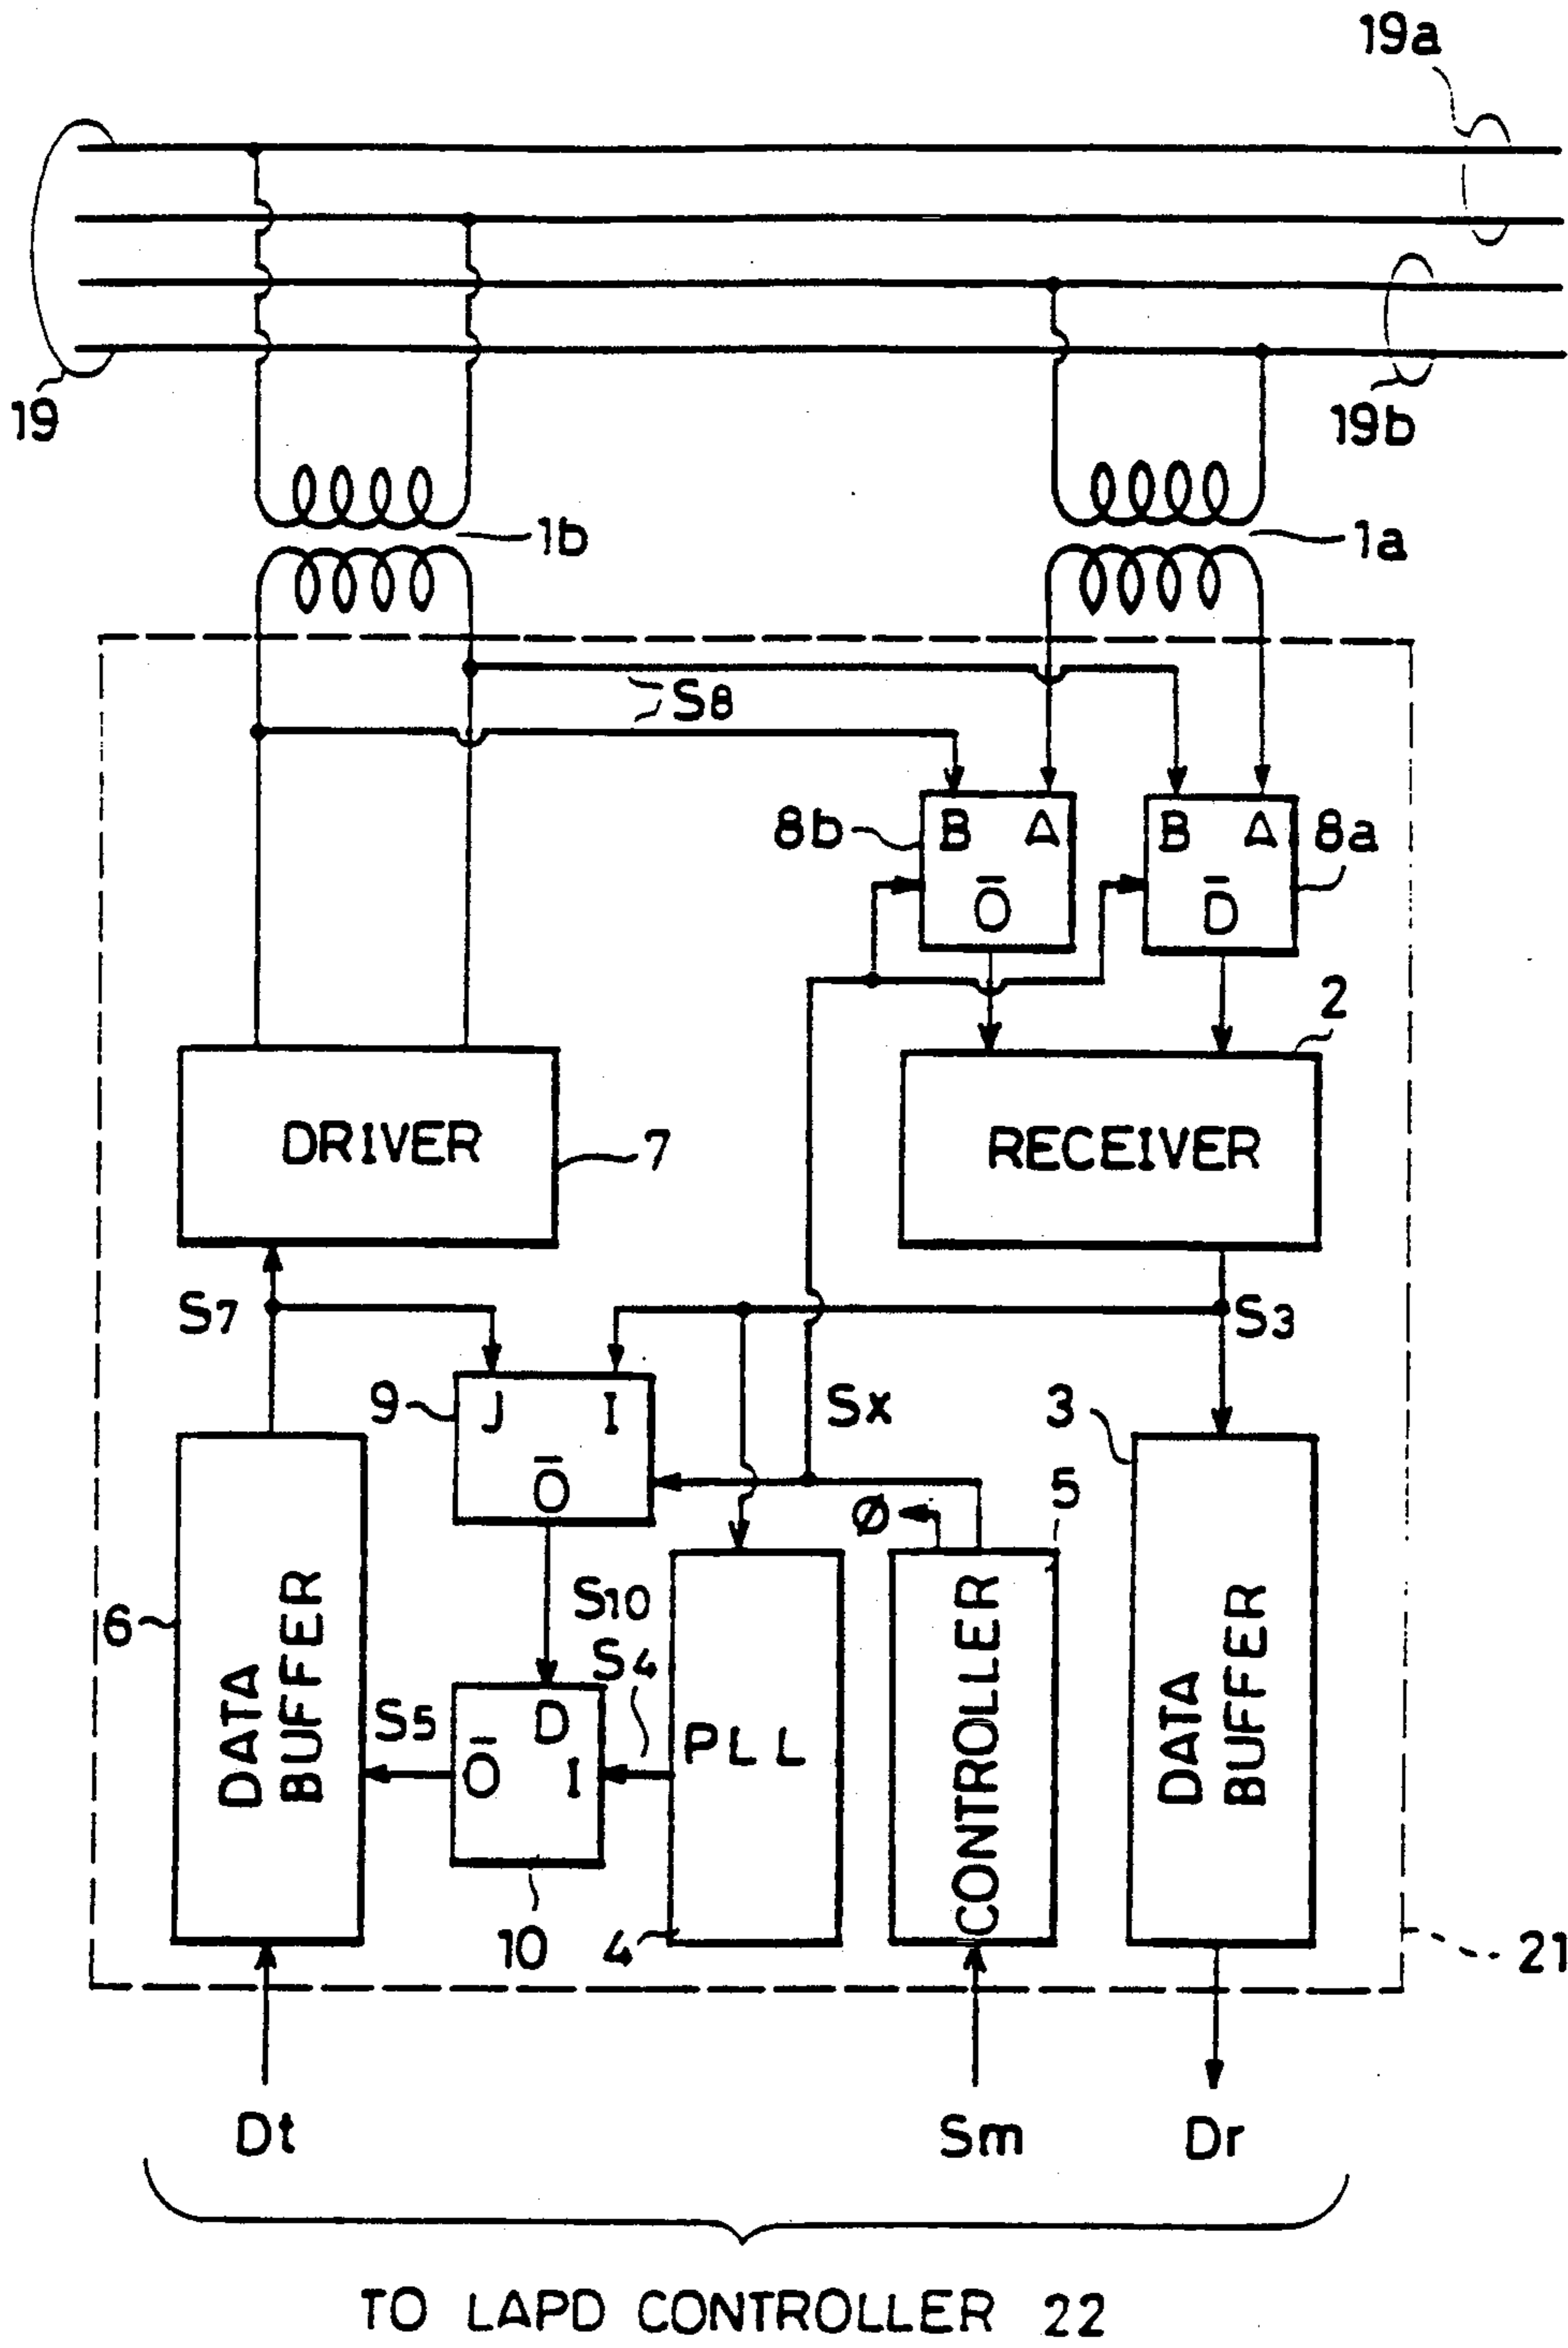 19a
19
19b
1b
1a
S8
8b
B A
Ō
B A
D̄
8a
2
DRIVER
7
RECEIVER
S7
S3
9
J I
Ō
Sx
3
5
Ø
6
DATA
BUFFER
S10
S4
S5
D
Ō I
PLL
CONTROLLER
DATA
BUFFER
10
4
21
Dt
Sm
Dr
TO LAPD CONTROLLER 22